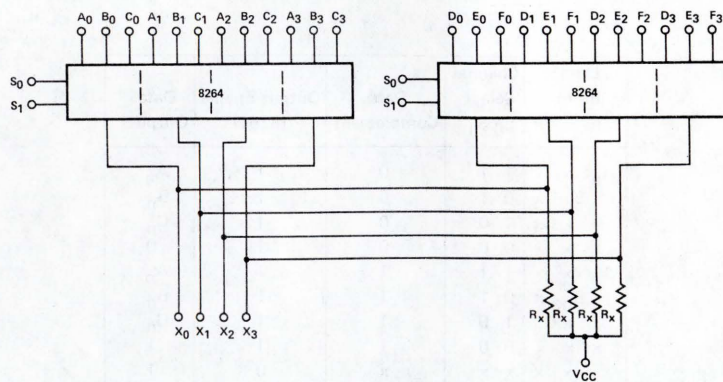 A0 B0 C0 A1 B1 C1 A2 B2 C2 A3 B3 C3
D0 E0 F0 D1 E1 F1 D2 E2 F2 D3 E3 F3
S0
8264
S1
S0
8264
S1
RX RX RX RX
X0 X1 X2 X3
VCC